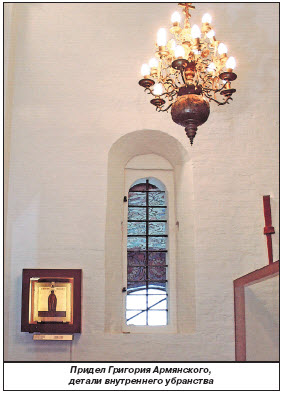 Придел Григория Армянского,
детали внутреннего убранства